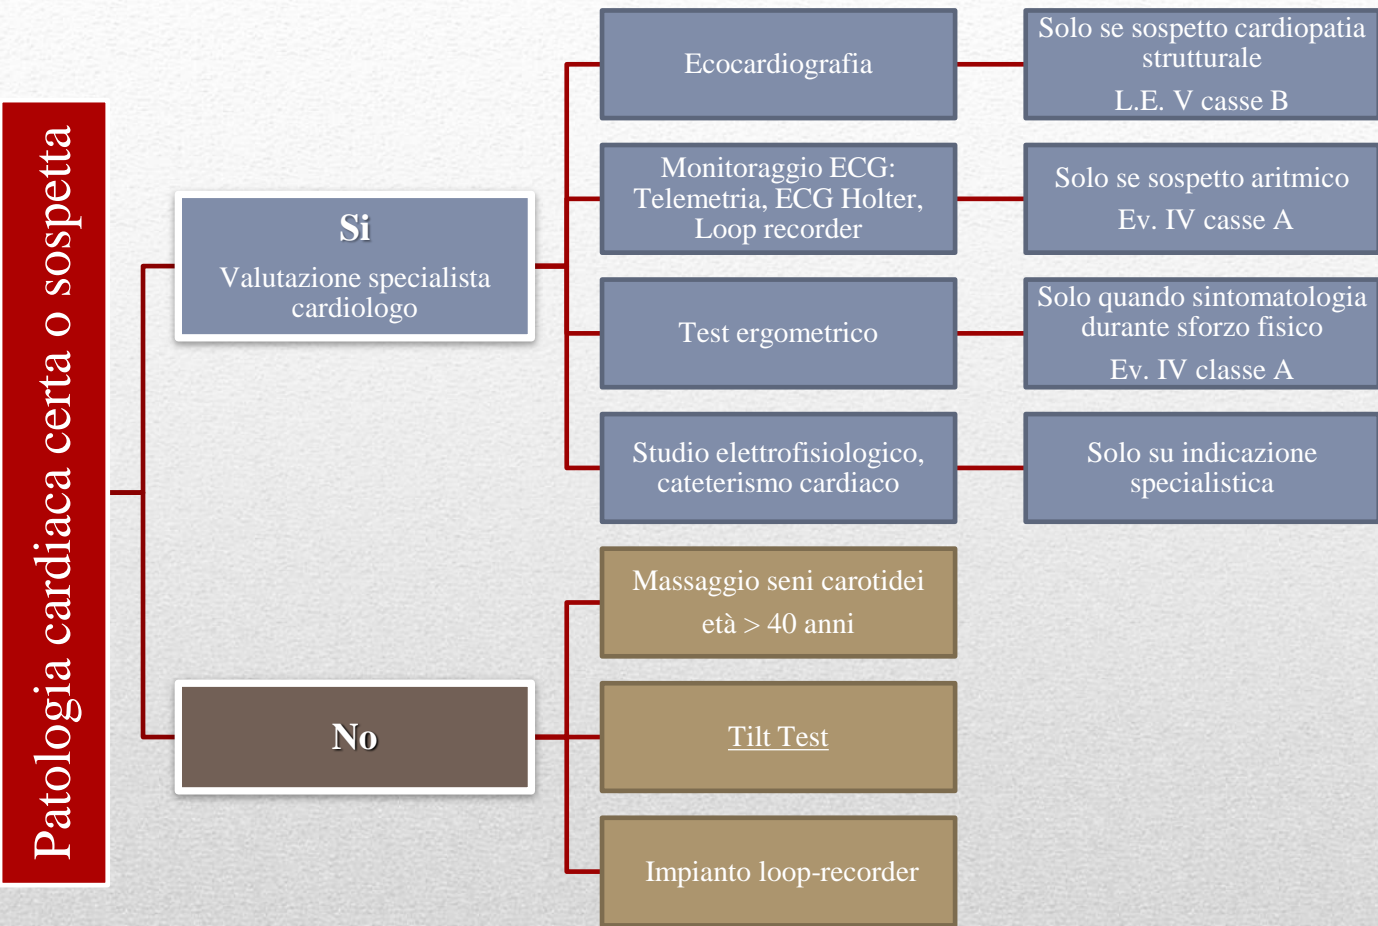 Patologia cardiaca certa o sospetta
Si
Valutazione specialista
cardiologo
Ecocardiografia
Solo se sospetto cardiopatia
strutturale
L.E. V casse B
Monitoraggio ECG:
Telemetria, ECG Holter,
Loop recorder
Solo se sospetto aritmico
Ev. IV casse A
Test ergometrico
Solo quando sintomatologia
durante sforzo fisico
Ev. IV classe A
Studio elettrofisiologico,
cateterismo cardiaco
Solo su indicazione
specialistica
No
Massaggio seni carotidei
età > 40 anni
Tilt Test
Impianto loop-recorder